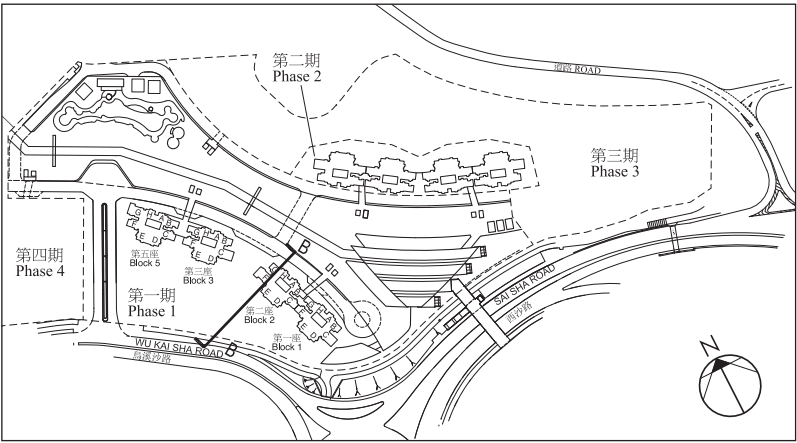 第二期
Phase 2
道路 ROAD
第三期
Phase 3
第四期
Phase 4
第五座
Block 5
第三座
Block 3
第一期
Phase 1
第二座
Block 2
第一座
Block 1
B
B
WU KAI SHA ROAD
烏溪沙路
SAI SHA ROAD
西沙路
N